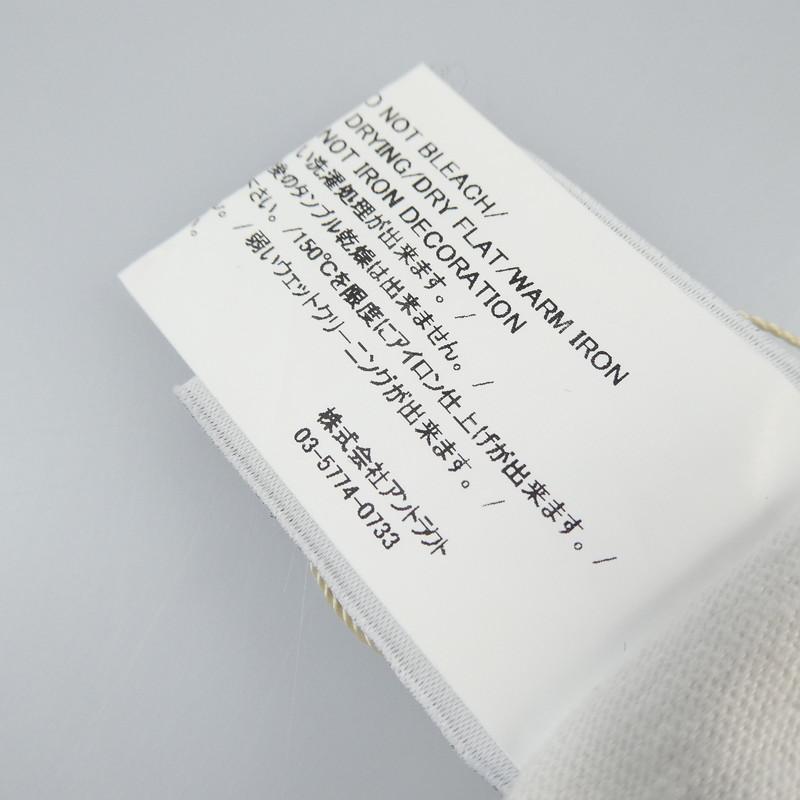 O NOT BLEACH/
DRYING/DRY FLAT/WARM IRON
NOT IRON DECORATION
い洗濯処理が出来ます。 /
のタンブル乾燥は出来ません。 /
さい。 /150℃を限度にアイロン仕上げが出来ます。 /
。 / 弱いウェットクリーニングが出来ます。 /
株式会社アントラクト
03-5774-0733